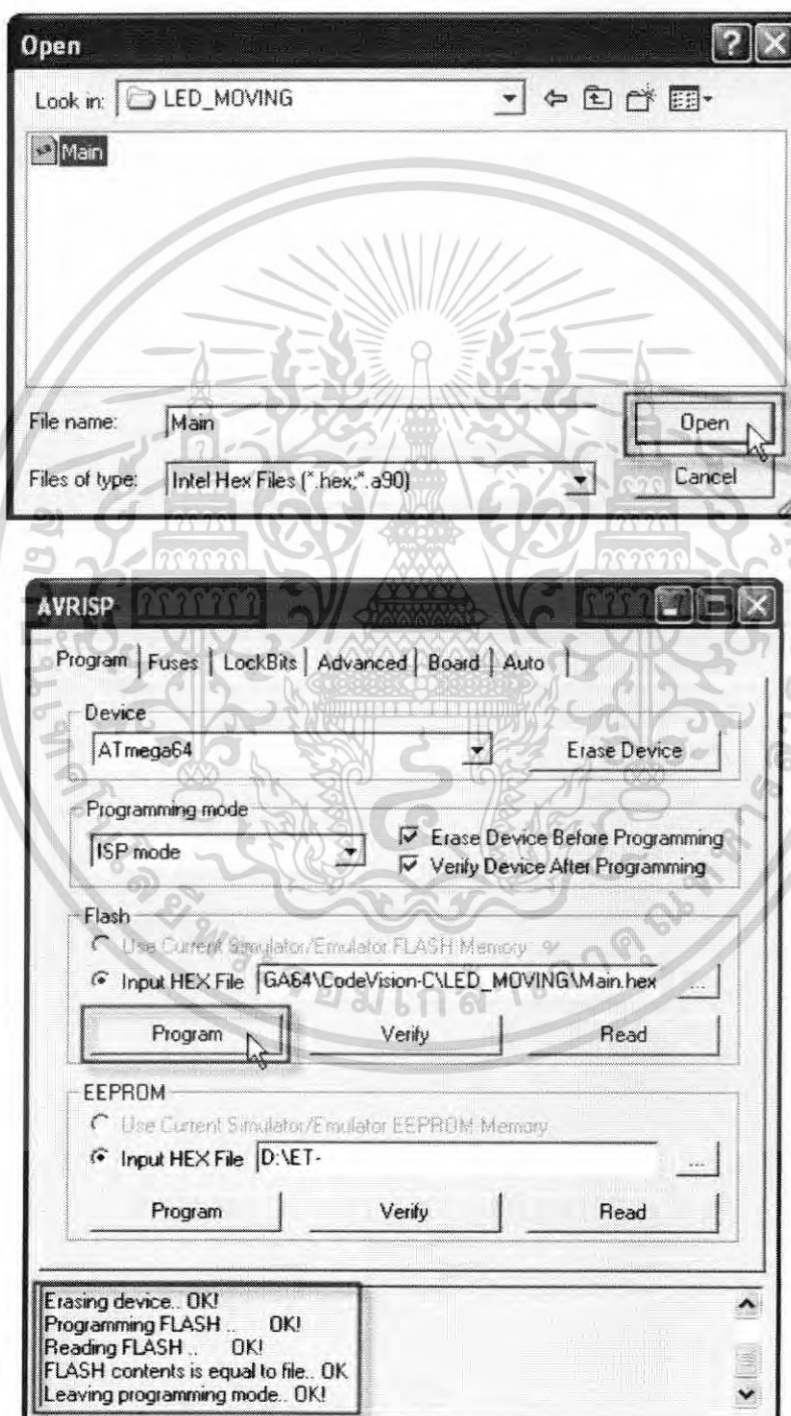 Open
Look in: LED_MOVING
Main
File name: Main Open
Files of type: Intel Hex Files (*.hex;*.a90) Cancel
AVRISP
Program Fuses LockBits Advanced Board Auto
Device
ATmega64 Erase Device
Programming mode
ISP mode Erase Device Before Programming
Verify Device After Programming
Flash
Use Current Simulator/Emulator FLASH Memory
Input HEX File GA64\CodeVision-C\LED_MOVING\Main.hex ...
Program Verify Read
EEPROM
Use Current Simulator/Emulator EEPROM Memory
Input HEX File D:\ET- ...
Program Verify Read
Erasing device.. OK!
Programming FLASH .. OK!
Reading FLASH .. OK!
FLASH contents is equal to file.. OK
Leaving programming mode.. OK!